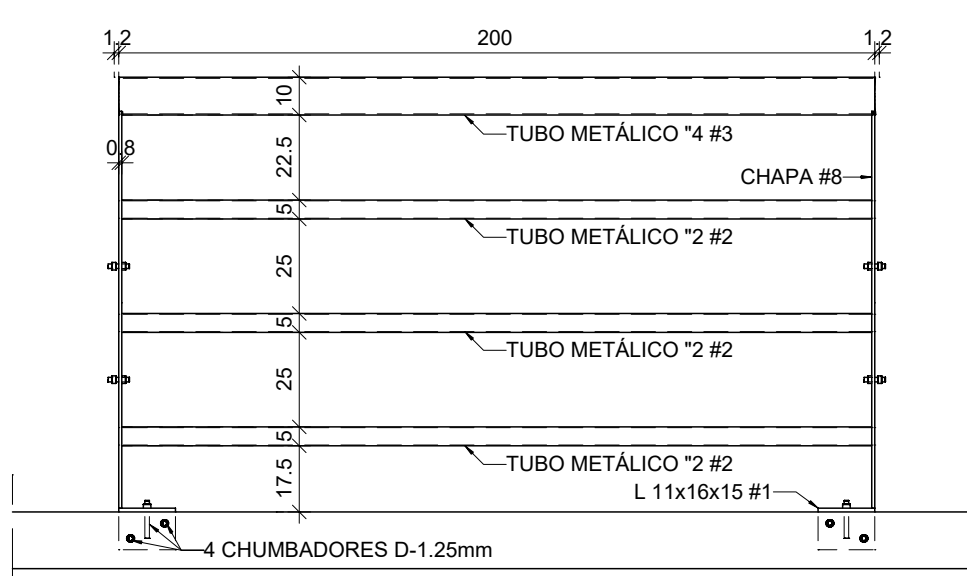 1.2
200
1.2
10
TUBO METÁLICO "4 #3
0.8
22.5
CHAPA #8
5
TUBO METÁLICO "2 #2
25
5
TUBO METÁLICO "2 #2
25
5
TUBO METÁLICO "2 #2
17.5
L 11x16x15 #1
4 CHUMBADORES D-1.25mm